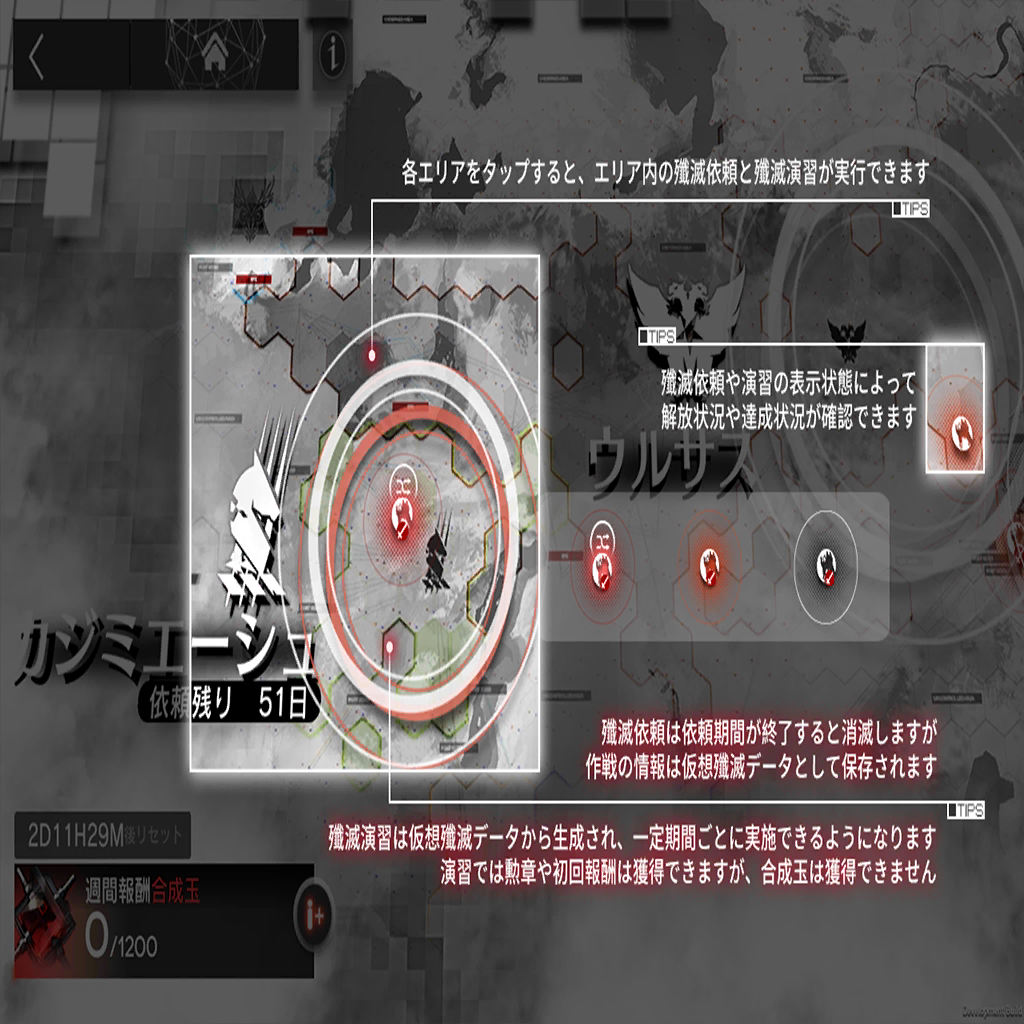 各エリアをタップすると、エリア内の殲滅依頼と殲滅演習が実行できます
TIPS
TIPS
殲滅依頼や演習の表示状態によって
解放状況や達成状況が確認できます
ウルサス
カジミエーシュ
依頼残り 51日
殲滅依頼は依頼期間が終了すると消滅しますが
作戦の情報は仮想殲滅データとして保存されます
TIPS
殲滅演習は仮想殲滅データから生成され、一定期間ごとに実施できるようになります
演習では勲章や初回報酬は獲得できますが、合成玉は獲得できません
2D11H29M後リセット
週間報酬合成玉
0/1200
Development Build